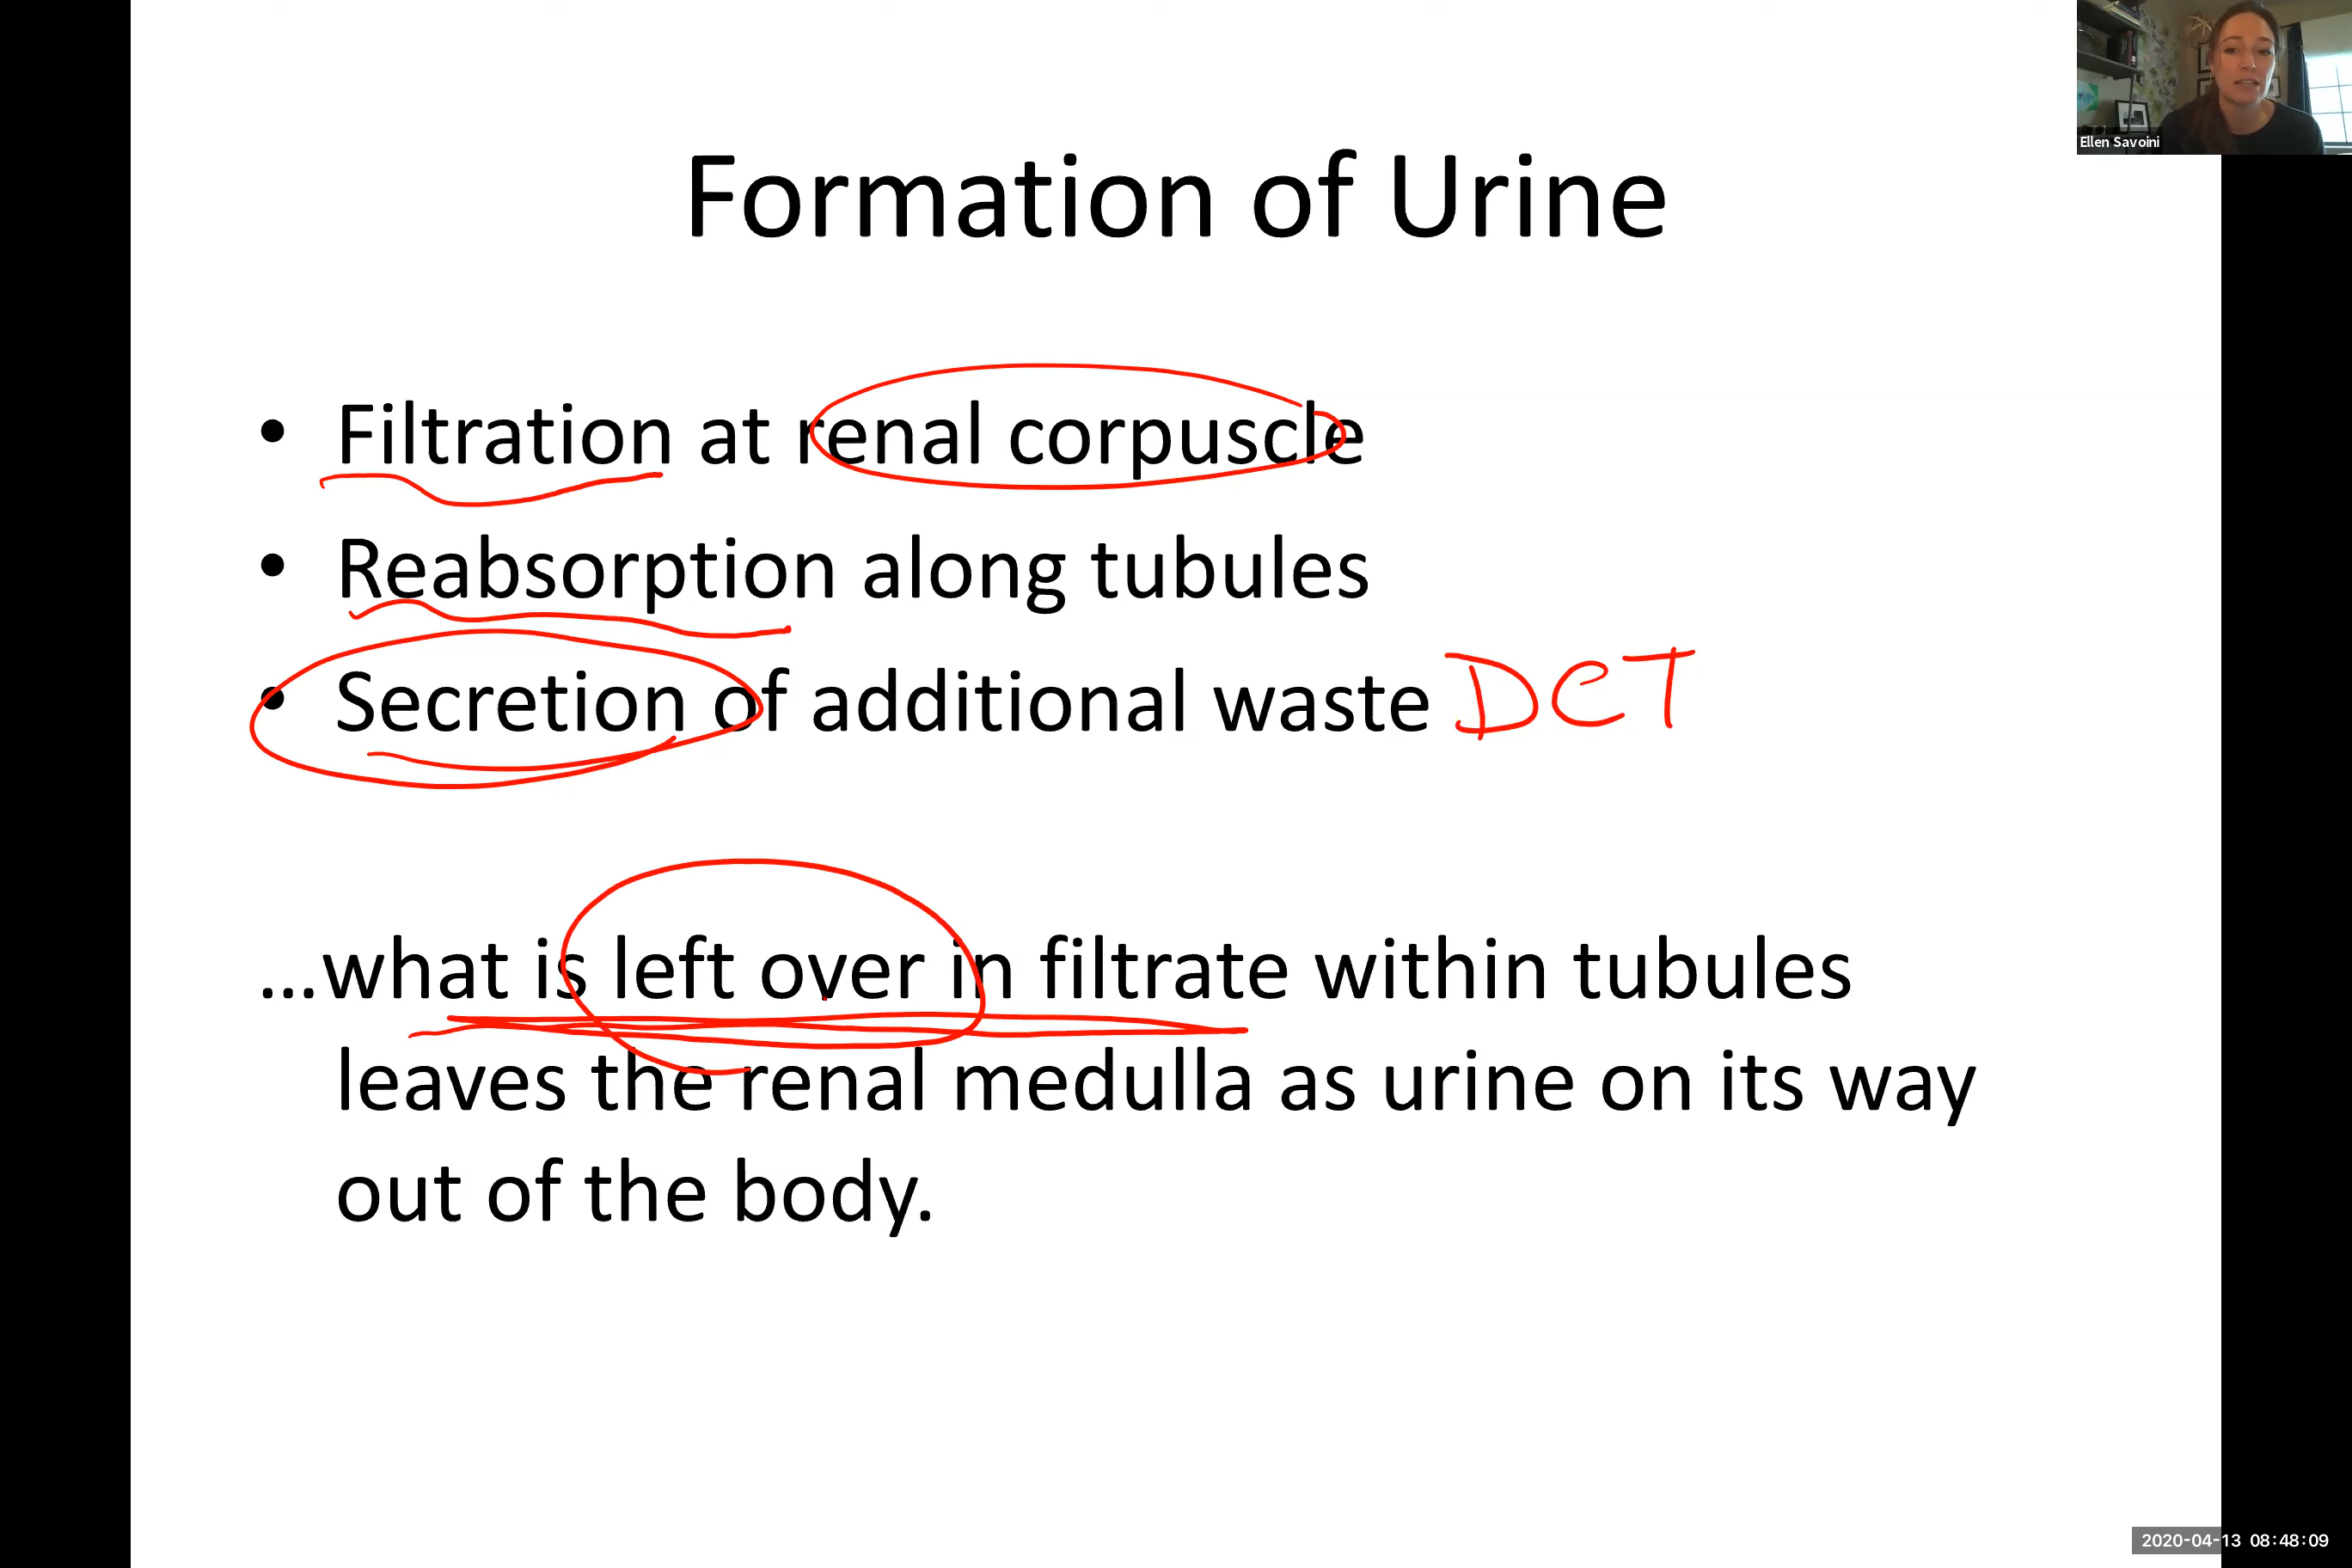 Ellen Savoini
Formation of Urine
• Filtration at renal corpuscle
• Reabsorption along tubules
• Secretion of additional waste DCT
...what is left over in filtrate within tubules
leaves the renal medulla as urine on its way
out of the body.
2020-04-13 08:48:09